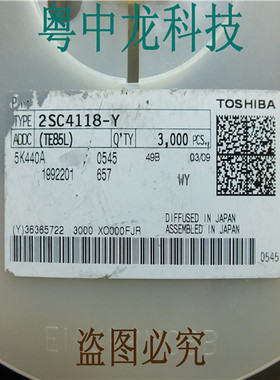 粤中龙科技
TOSHIBA
TYPE 2SC4118-Y
ADDC (TE85L) Q'TY 3,000 PCS.
5K440A 0545 49B 03/09
1992201 657 WY
DIFFUSED IN JAPAN
ASSEMBLED IN JAPAN
(Y)36365722 3000 XO000FJR
0545
盗图必究